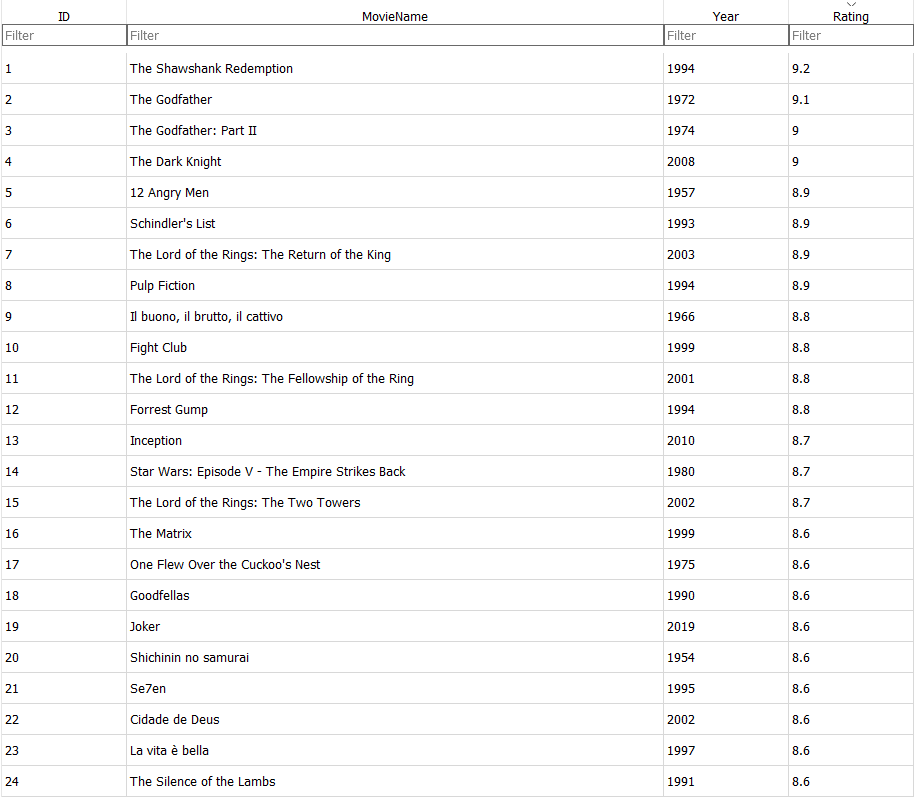 ID MovieName Year Rating
Filter Filter Filter Filter
1 The Shawshank Redemption 1994 9.2
2 The Godfather 1972 9.1
3 The Godfather: Part II 1974 9
4 The Dark Knight 2008 9
5 12 Angry Men 1957 8.9
6 Schindler's List 1993 8.9
7 The Lord of the Rings: The Return of the King 2003 8.9
8 Pulp Fiction 1994 8.9
9 Il buono, il brutto, il cattivo 1966 8.8
10 Fight Club 1999 8.8
11 The Lord of the Rings: The Fellowship of the Ring 2001 8.8
12 Forrest Gump 1994 8.8
13 Inception 2010 8.7
14 Star Wars: Episode V - The Empire Strikes Back 1980 8.7
15 The Lord of the Rings: The Two Towers 2002 8.7
16 The Matrix 1999 8.6
17 One Flew Over the Cuckoo's Nest 1975 8.6
18 Goodfellas 1990 8.6
19 Joker 2019 8.6
20 Shichinin no samurai 1954 8.6
21 Se7en 1995 8.6
22 Cidade de Deus 2002 8.6
23 La vita è bella 1997 8.6
24 The Silence of the Lambs 1991 8.6